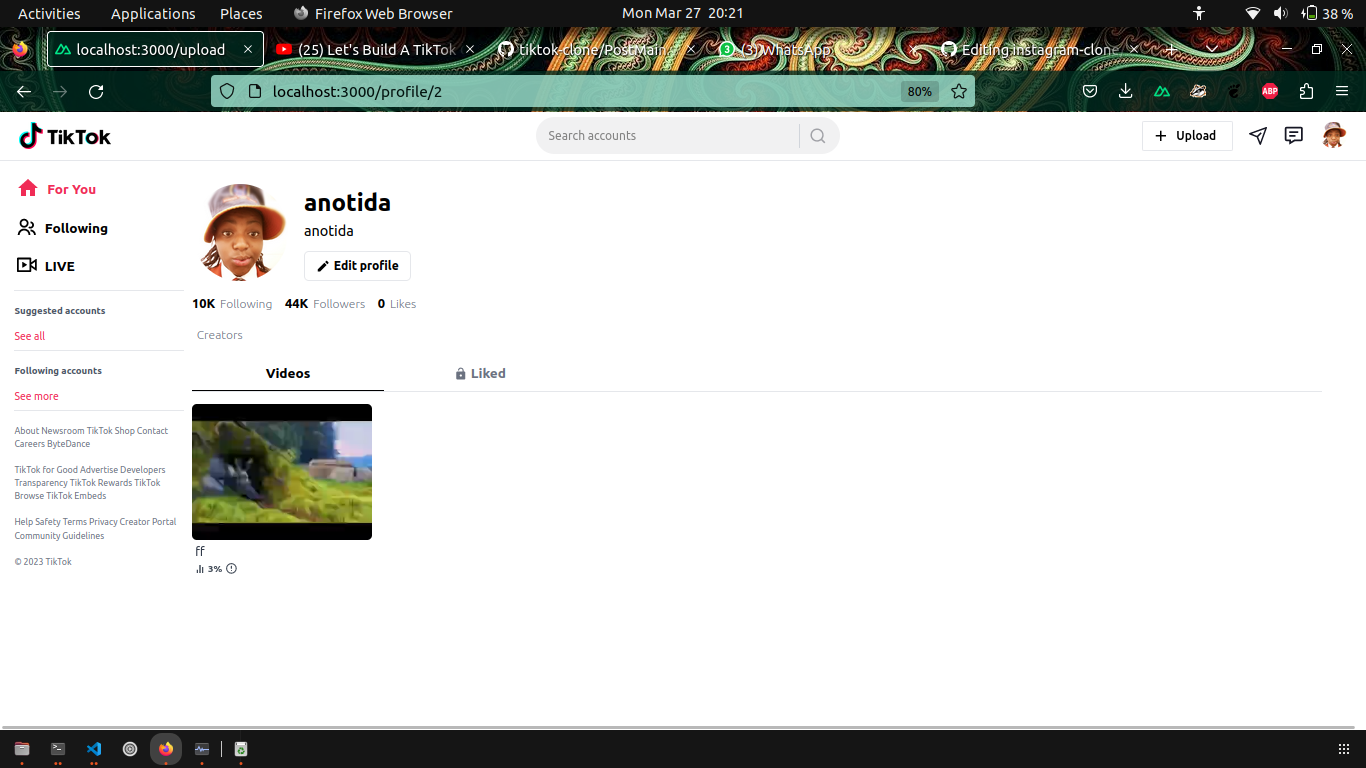 Activities Applications Places Firefox Web Browser Mon Mar 27 20:21 38 %
localhost:3000/upload (25) Let's Build A TikTok tiktok-clone/PostMain. 3 (3) WhatsApp Editing instagram-clone
localhost:3000/profile/2 80% ABP
TikTok Search accounts Upload
For You
Following
LIVE
Suggested accounts
See all
Following accounts
See more
About Newsroom TikTok Shop Contact
Careers ByteDance
TikTok for Good Advertise Developers
Transparency TikTok Rewards TikTok
Browse TikTok Embeds
Help Safety Terms Privacy Creator Portal
Community Guidelines
© 2023 TikTok
anotida
anotida
Edit profile
10K Following 44K Followers 0 Likes
Creators
Videos Liked
ff
3%